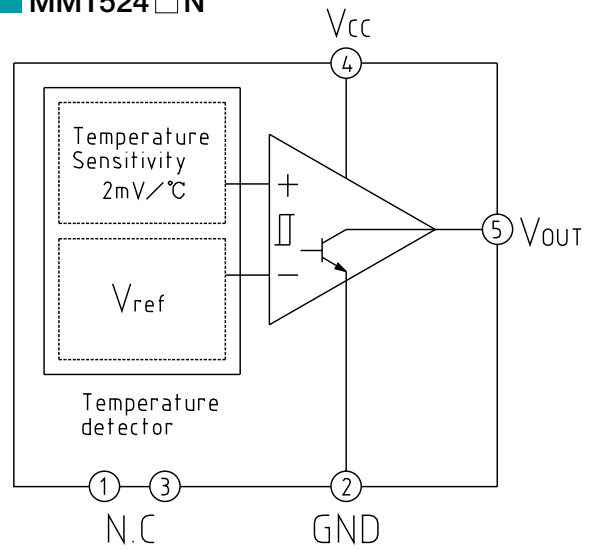 MM1524□N
VCC
4
Temperature
Sensitivity
2mV/℃
+
5
VOUT
−
Vref
Temperature
detector
1
3
2
N.C
GND